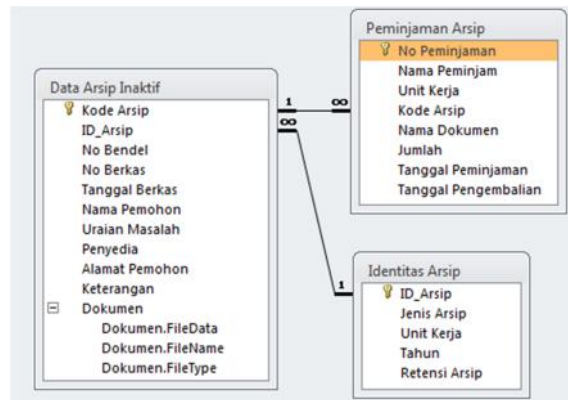 Data Arsip Inaktif
Kode Arsip
ID_Arsip
No Bendel
No Berkas
Tanggal Berkas
Nama Pemohon
Uraian Masalah
Penyedia
Alamat Pemohon
Keterangan
Dokumen
Dokumen.FileData
Dokumen.FileName
Dokumen.FileType
1
∞
∞
1
Peminjaman Arsip
No Peminjaman
Nama Peminjam
Unit Kerja
Kode Arsip
Nama Dokumen
Jumlah
Tanggal Peminjaman
Tanggal Pengembalian
Identitas Arsip
ID_Arsip
Jenis Arsip
Unit Kerja
Tahun
Retensi Arsip